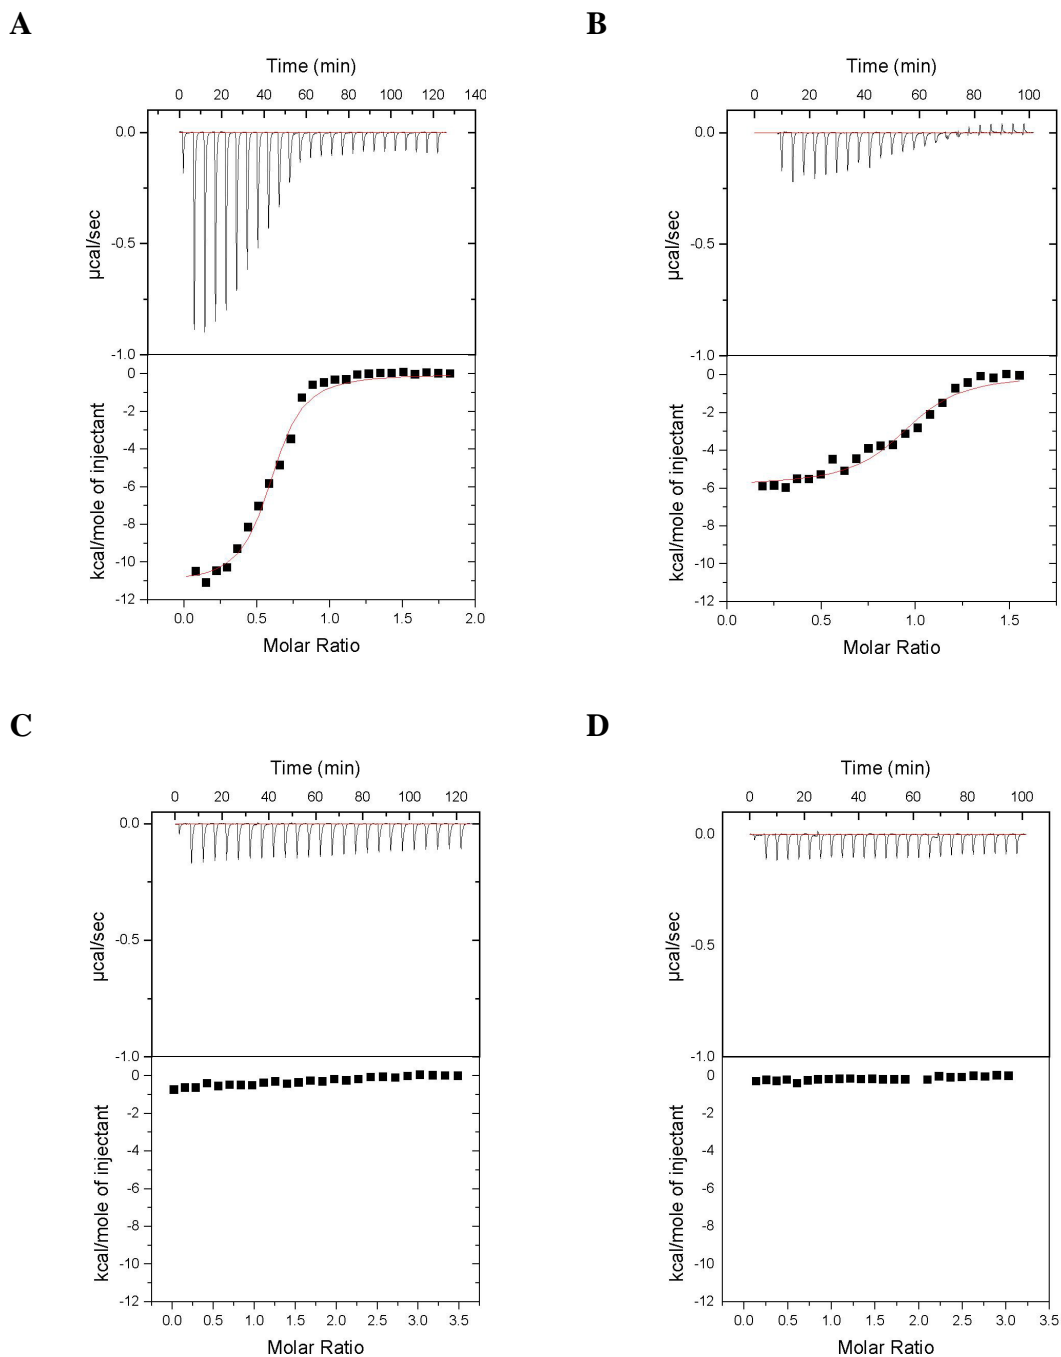 A
Time (min)
0 20 40 60 80 100 120 140
0.0
-0.5
-1.0
µcal/sec
0
-2
-4
-6
-8
-10
-12
kcal/mole of injectant
0.0 0.5 1.0 1.5 2.0
Molar Ratio
B
Time (min)
0 20 40 60 80 100
0.0
-0.5
-1.0
µcal/sec
0
-2
-4
-6
-8
-10
-12
kcal/mole of injectant
0.0 0.5 1.0 1.5
Molar Ratio
C
Time (min)
0 20 40 60 80 100 120
0.0
-0.5
-1.0
µcal/sec
0
-2
-4
-6
-8
-10
-12
kcal/mole of injectant
0.0 0.5 1.0 1.5 2.0 2.5 3.0 3.5
Molar Ratio
D
Time (min)
0 20 40 60 80 100
0.0
-0.5
-1.0
µcal/sec
0
-2
-4
-6
-8
-10
-12
kcal/mole of injectant
0.0 0.5 1.0 1.5 2.0 2.5 3.0 3.5
Molar Ratio